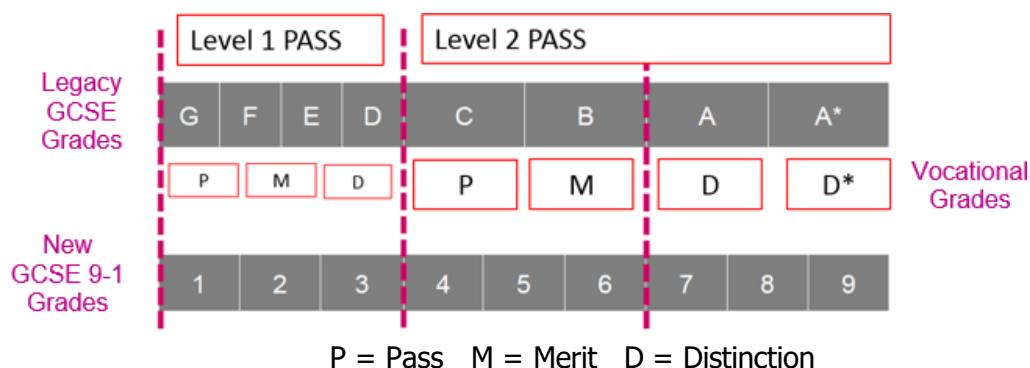 Level 1 PASS
Level 2 PASS
Legacy
GCSE
Grades
G F E D C B A A*
P M D P M D D*
Vocational
Grades
New
GCSE 9-1
Grades
1 2 3 4 5 6 7 8 9
P = Pass M = Merit D = Distinction